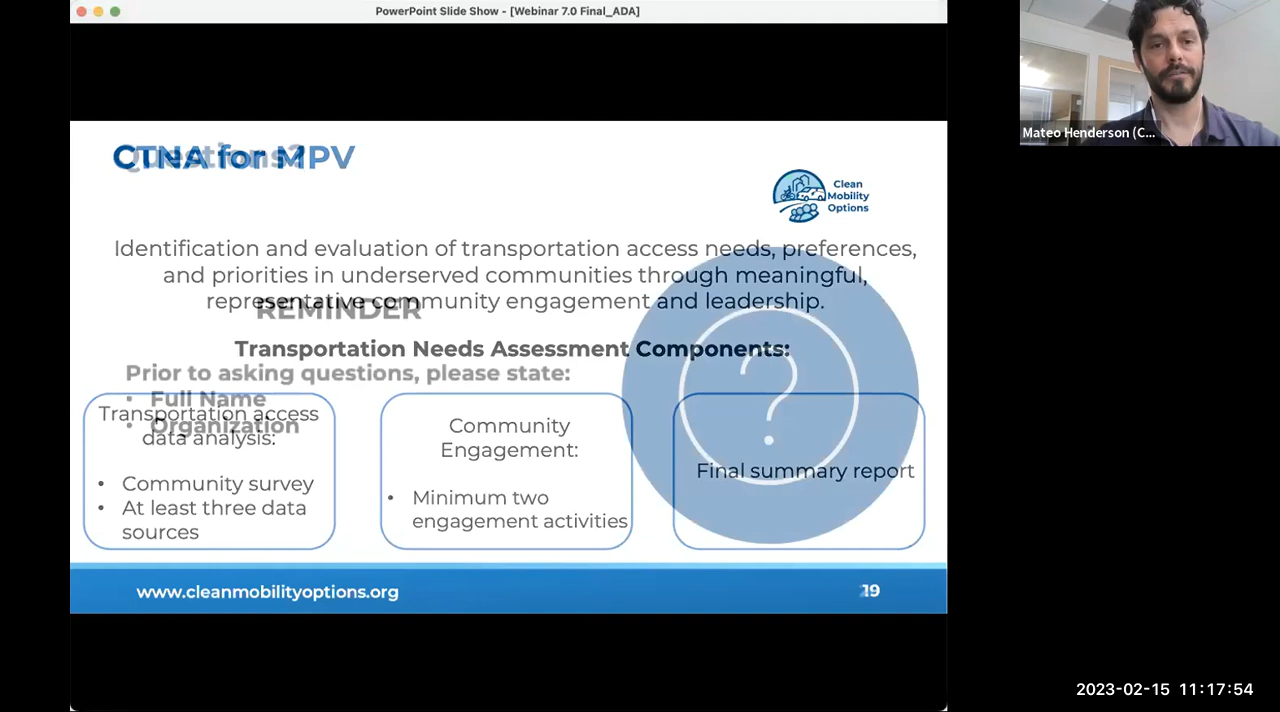 PowerPoint Slide Show - [Webinar 7.0 Final_ADA]
Mateo Henderson (C...
CTNA for MPV
Questions?
Clean
Mobility
Options
Identification and evaluation of transportation access needs, preferences,
and priorities in underserved communities through meaningful,
representative community engagement and leadership.
REMINDER
Transportation Needs Assessment Components:
Prior to asking questions, please state:
• Full Name
• Organization
Transportation access
data analysis:
• Community survey
• At least three data
sources
Community
Engagement:
• Minimum two
engagement activities
Final summary report
?
www.cleanmobilityoptions.org
19
2023-02-15 11:17:54